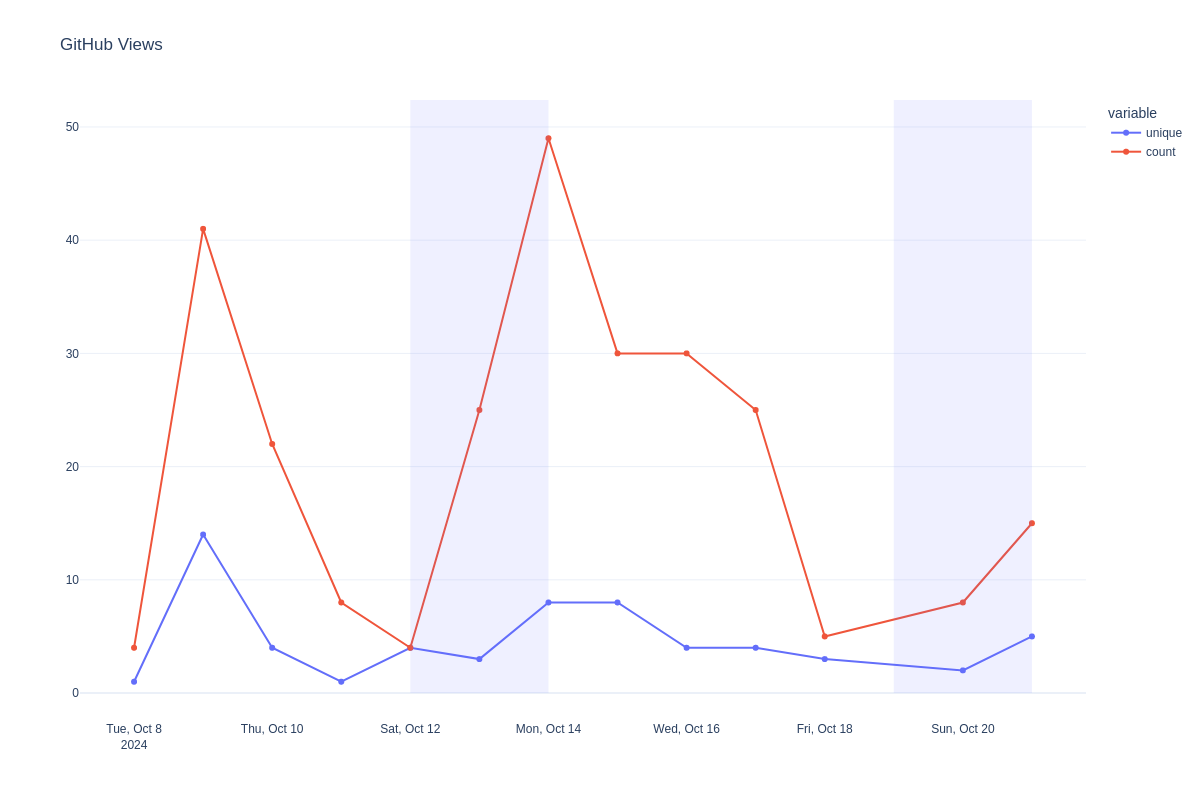 GitHub Views
variable
unique
count
50
40
30
20
10
0
Tue, Oct 8
2024
Thu, Oct 10
Sat, Oct 12
Mon, Oct 14
Wed, Oct 16
Fri, Oct 18
Sun, Oct 20